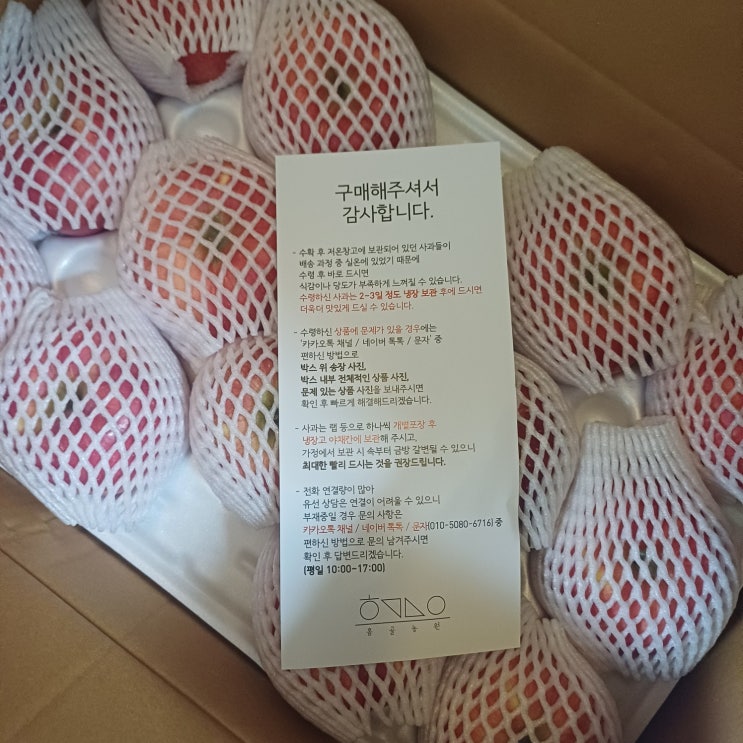 구매해주셔서
감사합니다.
- 수확 후 저온창고에 보관되어 있던 사과들이
배송 과정 중 실온에 있었기 때문에
수령 후 바로 드시면
식감이나 당도가 부족하게 느껴질 수 있습니다.
수령하신 사과는 2-3일 정도 냉장 보관 후에 드시면
더욱더 맛있게 드실 수 있습니다.
- 수령하신 상품에 문제가 있을 경우에는
'카카오톡 채널 / 네이버 톡톡 / 문자' 중
편하신 방법으로
박스 위 송장 사진,
박스 내부 전체적인 상품 사진,
문제 있는 상품 사진을 보내주시면
확인 후 빠르게 해결해드리겠습니다.
- 사과는 랩 등으로 하나씩 개별포장 후
냉장고 야채칸에 보관해 주시고,
가정에서 보관 시 속부터 금방 갈변될 수 있으니
최대한 빨리 드시는 것을 권장드립니다.
- 전화 연결량이 많아
유선 상담은 연결이 어려울 수 있으니
부재중일 경우 문의 사항은
카카오톡 채널 / 네이버 톡톡 / 문자(010-5080-6716) 중
편하신 방법으로 문의 남겨주시면
확인 후 답변드리겠습니다.
(평일 10:00~17:00)
흠골농원